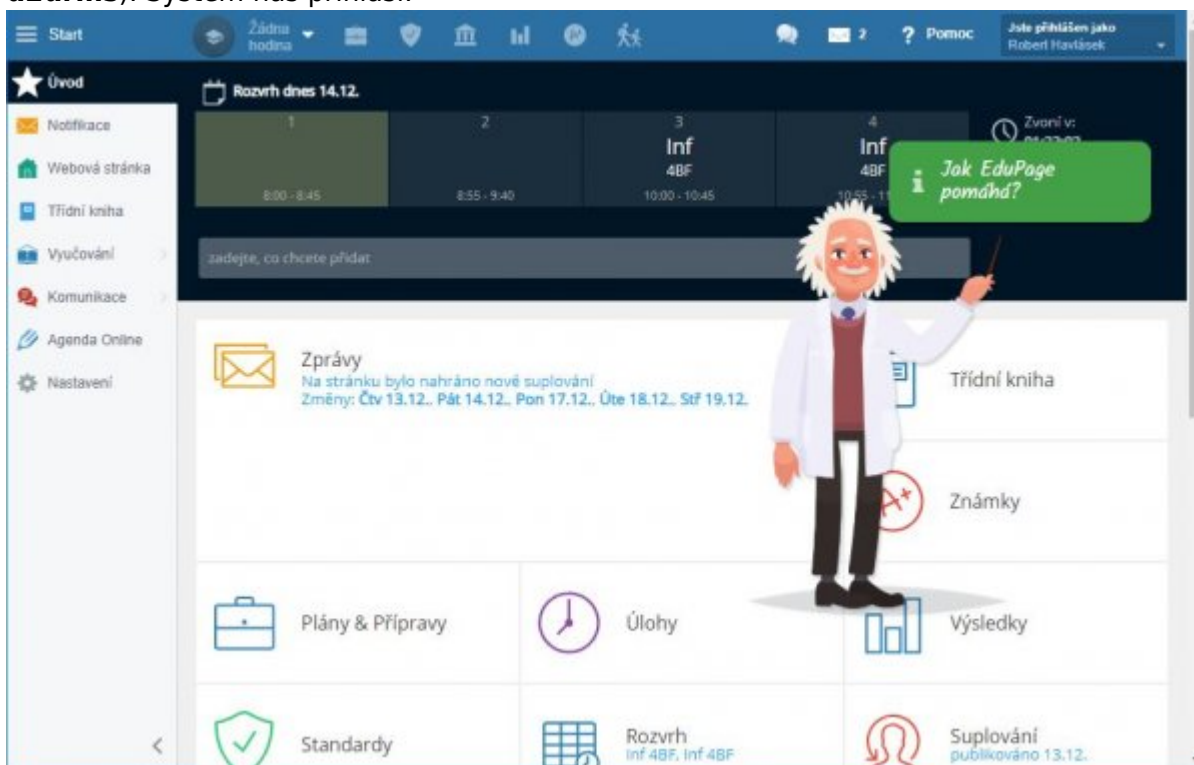 Start
Žádná
hodina
2
? Pomoc
Jste přihlášen jako
Robert Havlásek
Úvod
Notifikace
Webová stránka
Třídní kniha
Vyučování
Komunikace
Agenda Online
Nastavení
Rozvrh dnes 14.12.
1
8:00 - 8:45
2
8:55 - 9:40
3
Inf
4BF
10:00 - 10:45
4
Inf
4BF
10:55 - 11
Zvoní v:
Jak EduPage
pomáhá?
zadejte, co chcete přidat
Zprávy
Na stránku bylo nahráno nové suplování
Změny: Čtv 13.12., Pát 14.12., Pon 17.12., Úte 18.12., Stř 19.12.
Třídní kniha
A+
Známky
Plány & Přípravy
Úlohy
Výsledky
Standardy
Rozvrh
Inf 4BF, Inf 4BF
Suplování
publikováno 13.12.